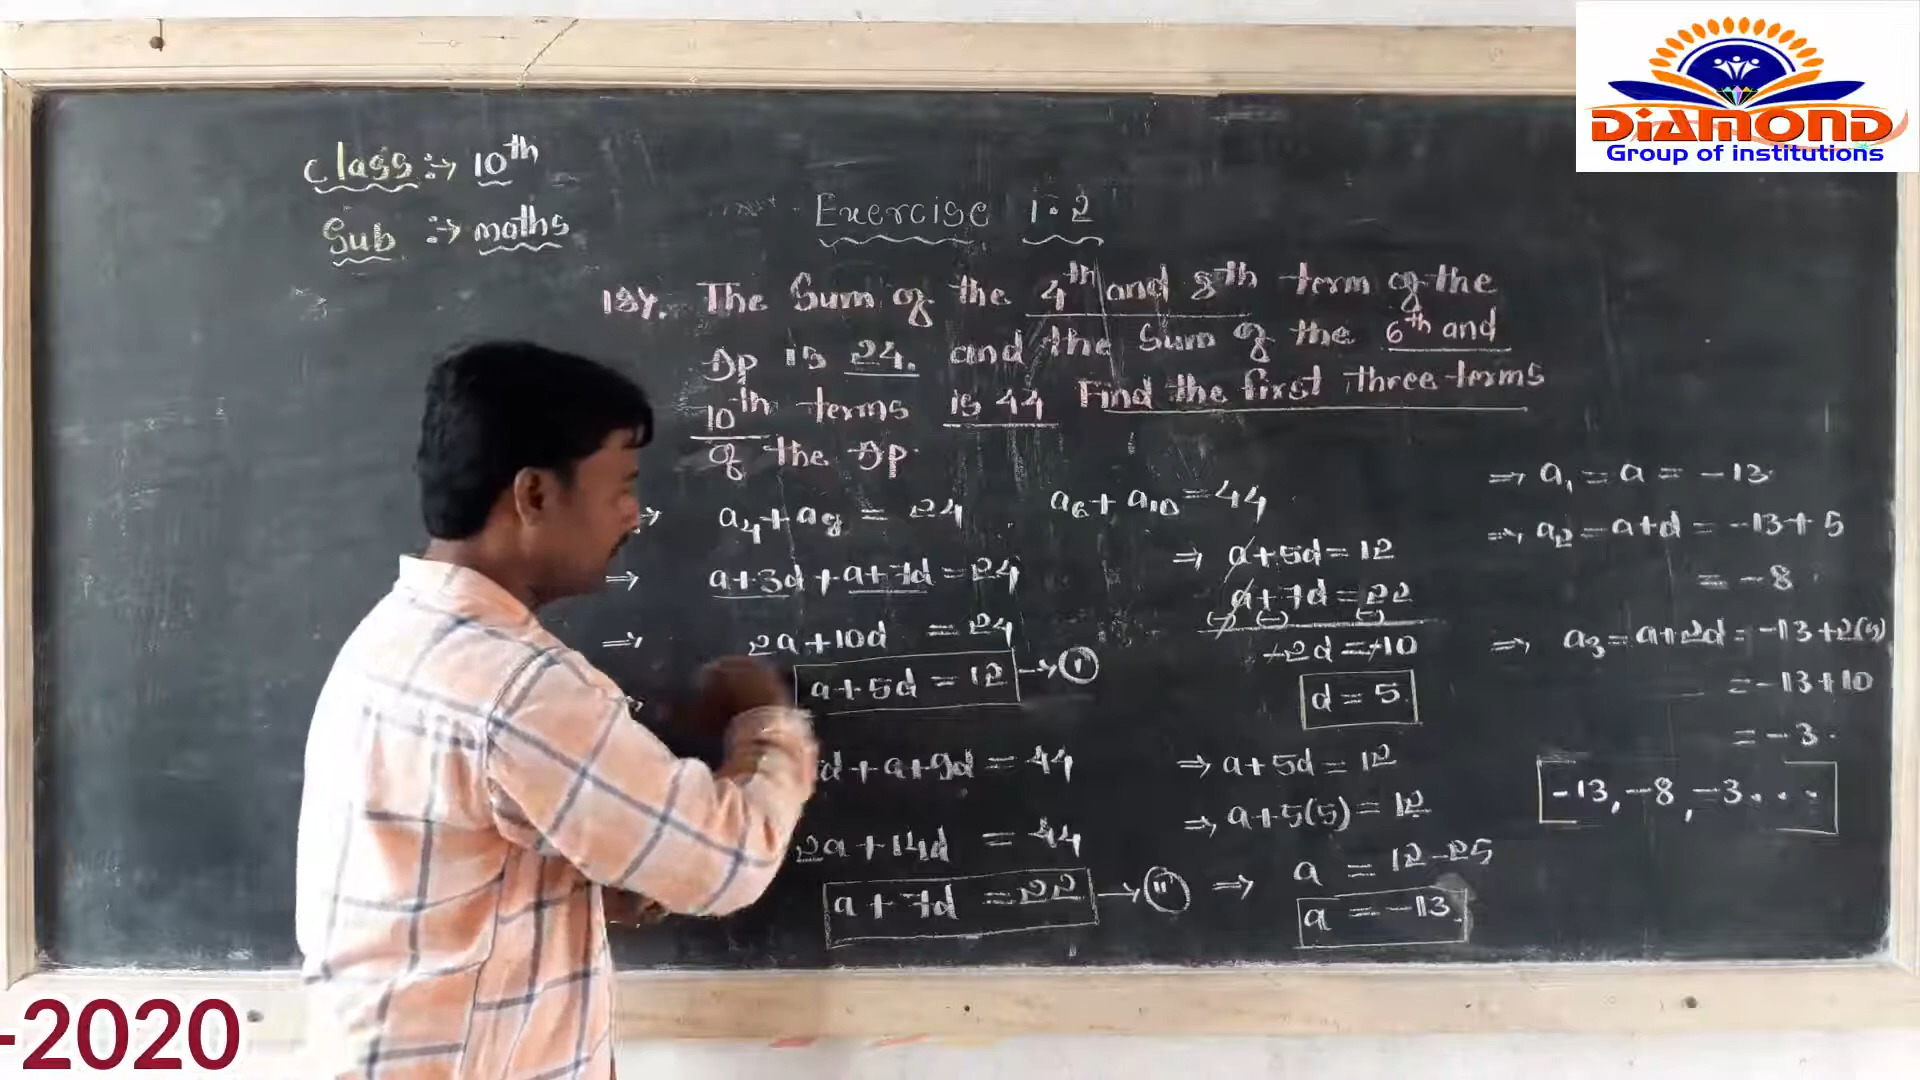 DiAMOND
Group of institutions
Class :→ 10th
Sub :→ maths
Exercise 1.2
18Y. The Sum of the 4th and 8th term of the
Ap is 24. and the Sum of the 6th and
10th terms is 44 Find the first three terms
of the Ap.
a4+a8 = 24
⇒ a+3d+a+7d=24
⇒ 2a+10d = 24
a+5d = 12 → (i)
d+a+9d = 44
2a+14d = 44
a+7d = 22 → (ii)
a6+a10=44
⇒ a+5d=12
a+7d=22
(-) (-) (-)
-2d=-10
d = 5
⇒ a+5d=12
⇒ a+5(5)=12
⇒ a = 12-25
a = -13
⇒ a1 = a = -13.
⇒ a2=a+d= -13+5
= -8
⇒ a3=a+2d=-13+2(5)
=-13+10
= -3.
-13,-8,-3...
-2020